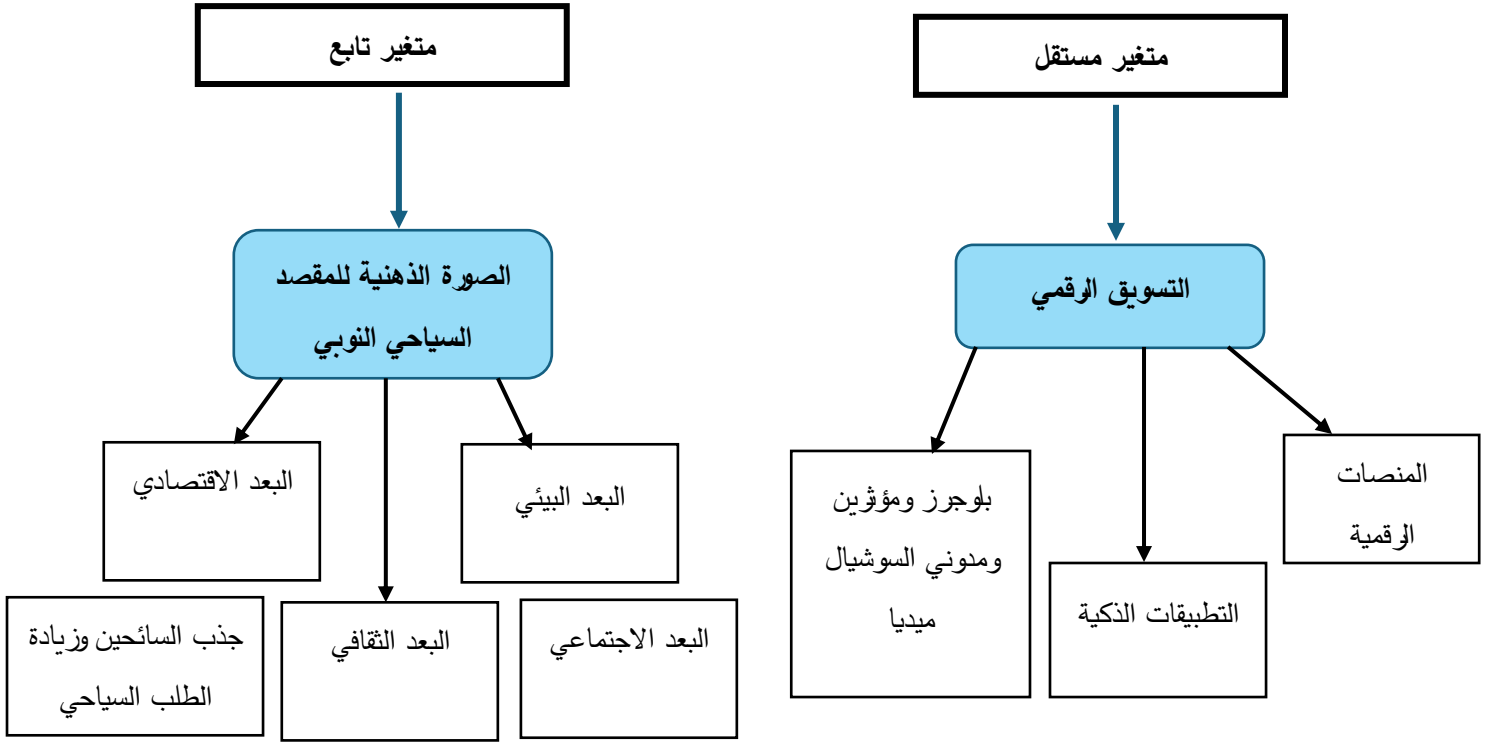 متغير مستقل
متغير تابع
التسويق الرقمي
الصورة الذهنية للمقصد
السياحي النوبي
المنصات
الرقمية
التطبيقات الذكية
بلوجرز ومؤثرين
ومدوني السوشيال
ميديا
البعد البيئي
البعد الاقتصادي
البعد الاجتماعي
البعد الثقافي
جذب السائحين وزيادة
الطلب السياحي